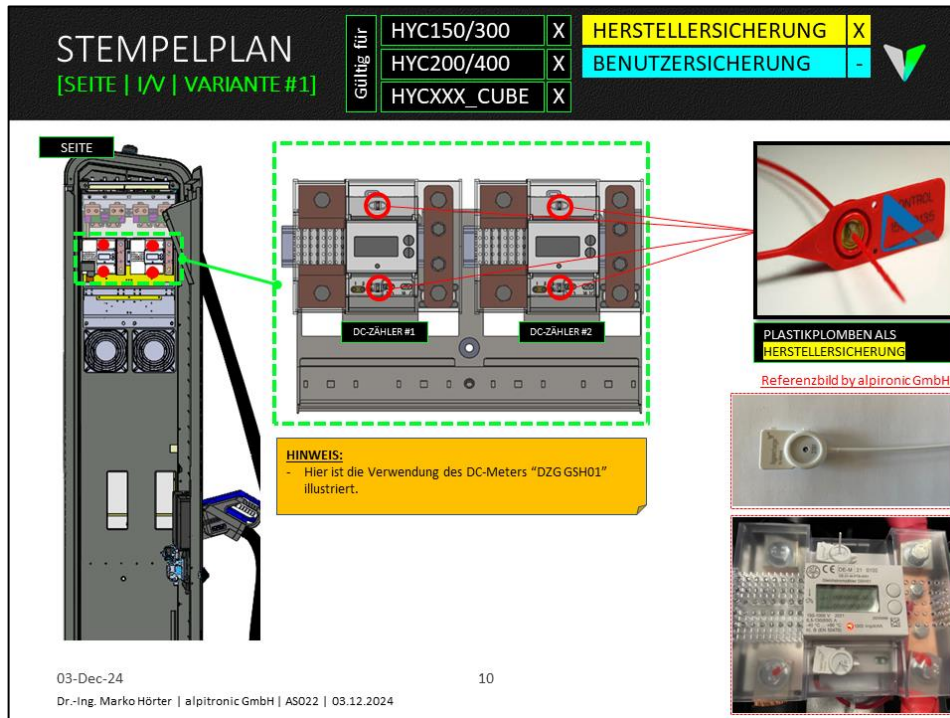 STEMPELPLAN
[SEITE | I/V | VARIANTE #1]
Gültig für
HYC150/300 X
HYC200/400 X
HYCXXX_CUBE X
HERSTELLERSICHERUNG X
BENUTZERSICHERUNG -
SEITE
DC-ZÄHLER #1
DC-ZÄHLER #2
CONTROL
PLASTIKPLOMBEN ALS
HERSTELLERSICHERUNG
Referenzbild by alpironic GmbH
HINWEIS:
- Hier ist die Verwendung des DC-Meters "DZG GSH01"
illustriert.
03-Dec-24
10
Dr.-Ing. Marko Hörter | alpitronic GmbH | AS022 | 03.12.2024